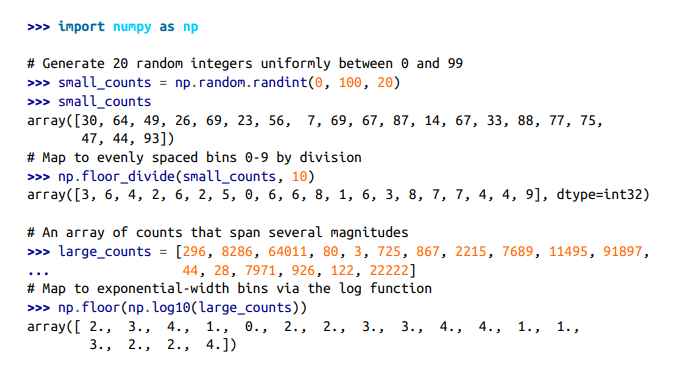 >>> import numpy as np
# Generate 20 random integers uniformly between 0 and 99
>>> small_counts = np.random.randint(0, 100, 20)
>>> small_counts
array([30, 64, 49, 26, 69, 23, 56, 7, 69, 67, 87, 14, 67, 33, 88, 77, 75,
47, 44, 93])
# Map to evenly spaced bins 0-9 by division
>>> np.floor_divide(small_counts, 10)
array([3, 6, 4, 2, 6, 2, 5, 0, 6, 6, 8, 1, 6, 3, 8, 7, 7, 4, 4, 9], dtype=int32)
# An array of counts that span several magnitudes
>>> large_counts = [296, 8286, 64011, 80, 3, 725, 867, 2215, 7689, 11495, 91897,
... 44, 28, 7971, 926, 122, 22222]
# Map to exponential-width bins via the log function
>>> np.floor(np.log10(large_counts))
array([ 2., 3., 4., 1., 0., 2., 2., 3., 3., 4., 4., 1., 1.,
3., 2., 2., 4.])